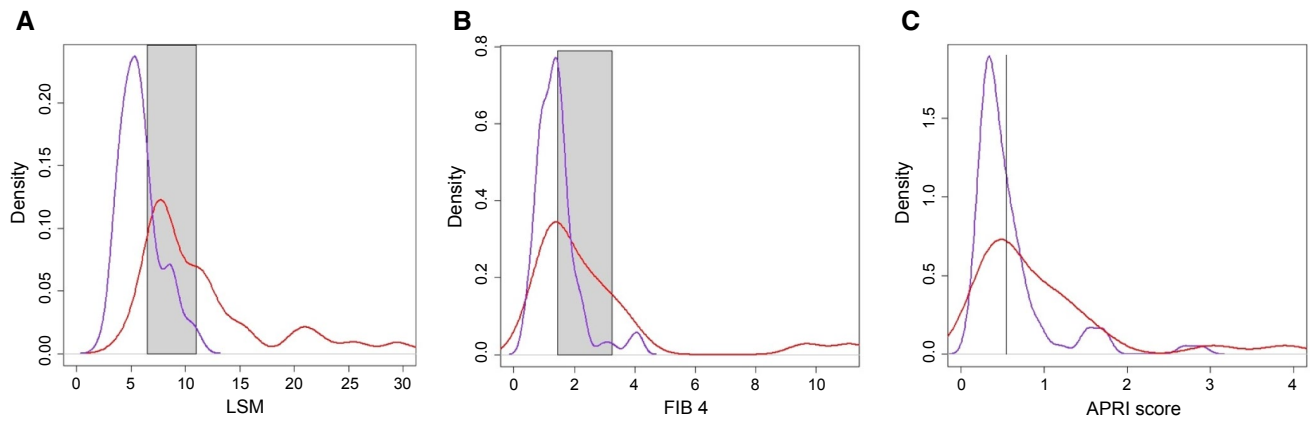 A
Density
0.00 0.05 0.10 0.15 0.20
0 5 10 15 20 25 30
LSM
B
Density
0.0 0.2 0.4 0.6 0.8
0 2 4 6 8 10
FIB 4
C
Density
0.0 0.5 1.0 1.5
0 1 2 3 4
APRI score